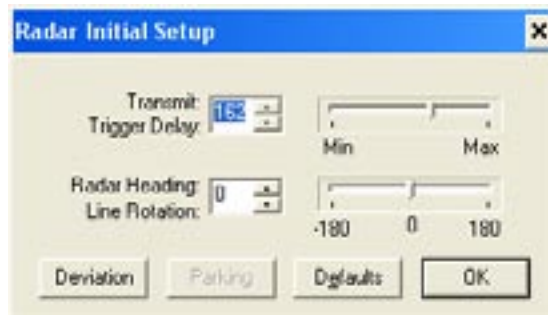 Radar Initial Setup
Transmit
Trigger Delay:
162
Min Max
Radar Heading:
Line Rotation:
0
-180 0 180
Deviation Parking Defaults OK